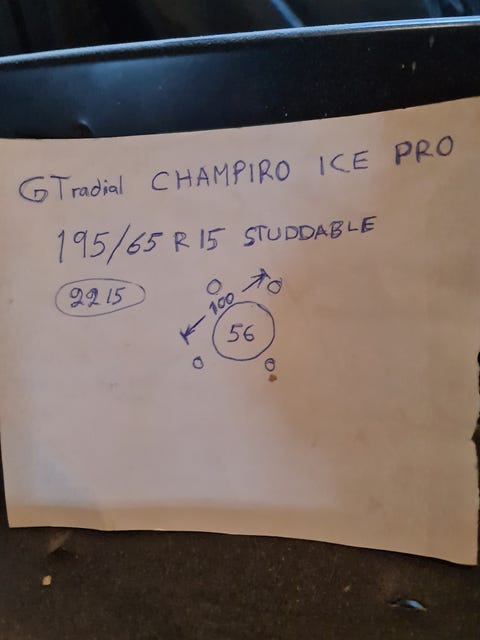 GTradial CHAMPIRO ICE PRO
195/65 R15 STUDDABLE
2215
100
56